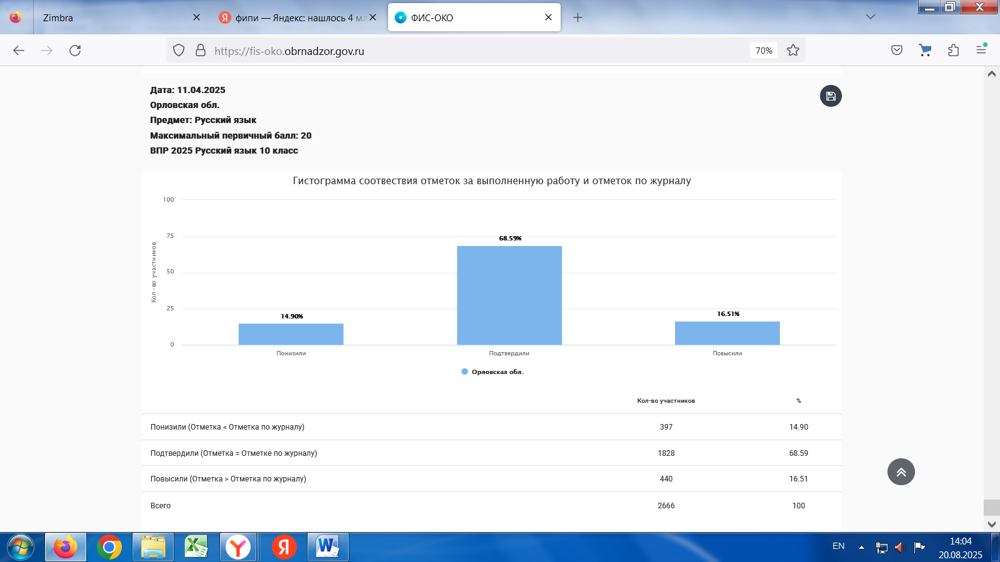 Zimbra
фипи — Яндекс: нашлось 4 мл
ФИС-ОКО
https://fis-oko.obrnadzor.gov.ru
70%
Дата: 11.04.2025
Орловская обл.
Предмет: Русский язык
Максимальный первичный балл: 20
ВПР 2025 Русский язык 10 класс
Гистограмма соотвествия отметок за выполненную работу и отметок по журналу
Кол-во участников
100
75
50
25
0
14.90%
68.59%
16.51%
Понизили
Подтвердили
Повысили
Орловская обл.
Кол-во участников %
Понизили (Отметка < Отметка по журналу) 397 14.90
Подтвердили (Отметка = Отметке по журналу) 1828 68.59
Повысили (Отметка > Отметка по журналу) 440 16.51
Всего 2666 100
EN
14:04
20.08.2025